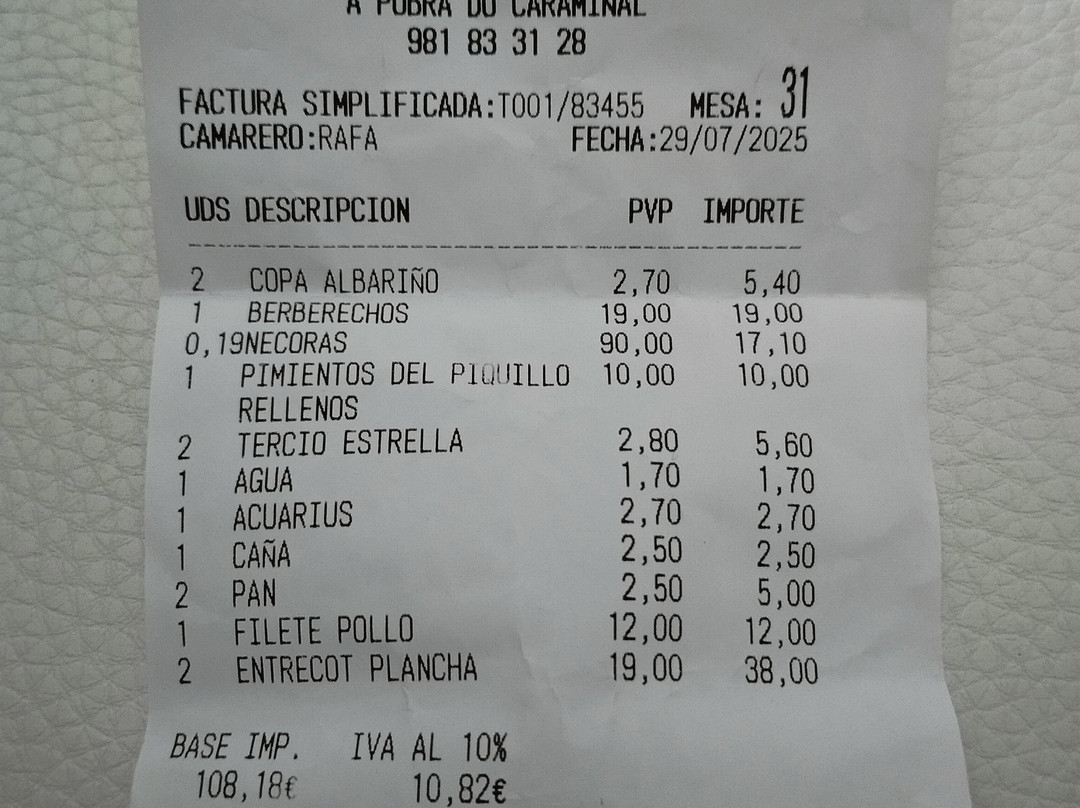 A POBRA DO CARAMIÑAL
981 83 31 28
FACTURA SIMPLIFICADA:T001/83455 MESA: 31
CAMARERO:RAFA FECHA:29/07/2025
UDS DESCRIPCION PVP IMPORTE
2 COPA ALBARIÑO 2,70 5,40
1 BERBERECHOS 19,00 19,00
0,19NECORAS 90,00 17,10
1 PIMIENTOS DEL PIQUILLO 10,00 10,00
RELLENOS
2 TERCIO ESTRELLA 2,80 5,60
1 AGUA 1,70 1,70
1 ACUARIUS 2,70 2,70
1 CAÑA 2,50 2,50
2 PAN 2,50 5,00
1 FILETE POLLO 12,00 12,00
2 ENTRECOT PLANCHA 19,00 38,00
BASE IMP. IVA AL 10%
108,18€ 10,82€